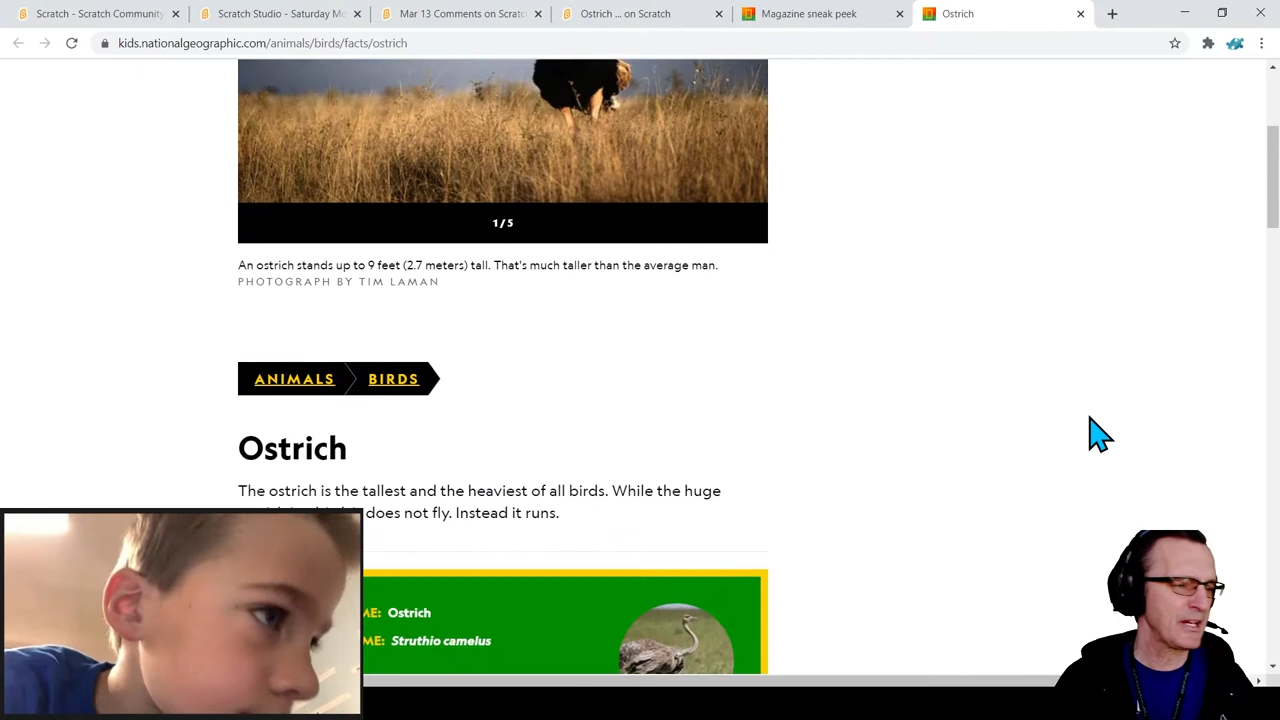 Scratch - Scratch Community
Scratch Studio - Saturday Mo
Mar 13 Comments on Scratc
Ostrich ... on Scratch
Magazine sneak peek
Ostrich
kids.nationalgeographic.com/animals/birds/facts/ostrich
1/5
An ostrich stands up to 9 feet (2.7 meters) tall. That's much taller than the average man.
PHOTOGRAPH BY TIM LAMAN
ANIMALS
BIRDS
Ostrich
The ostrich is the tallest and the heaviest of all birds. While the huge
does not fly. Instead it runs.
ME: Ostrich
ME: Struthio camelus